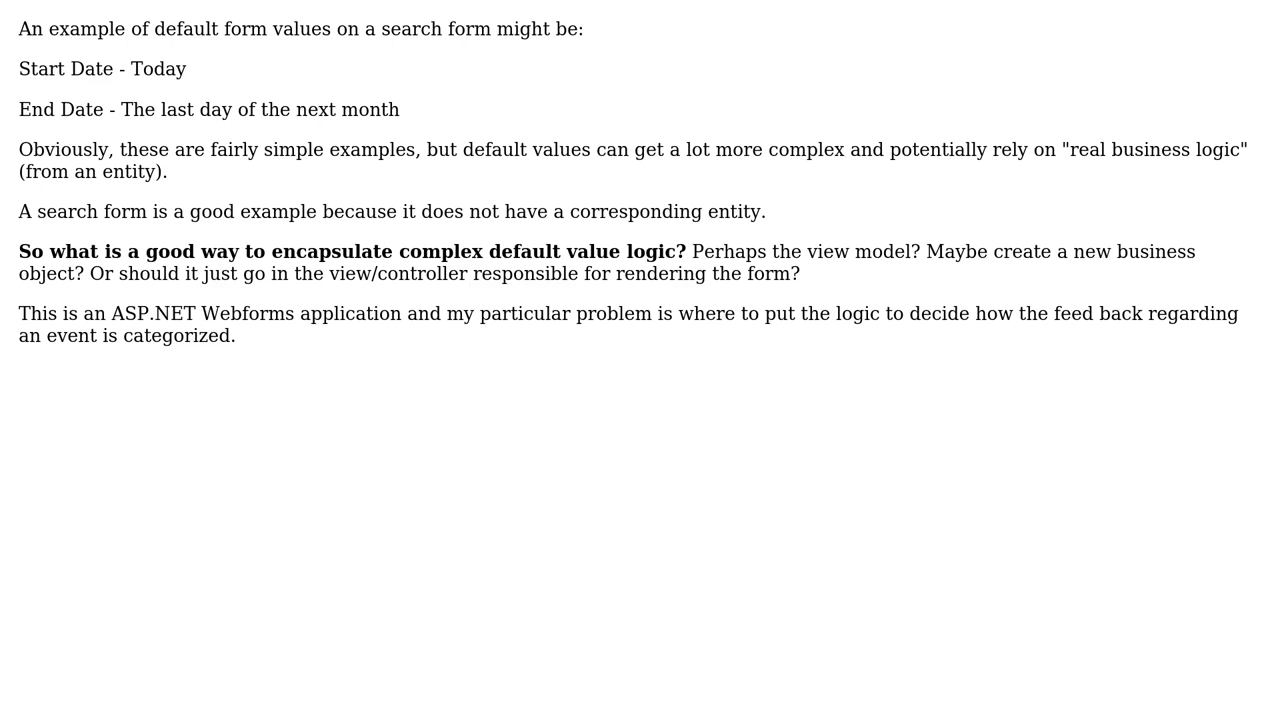 An example of default form values on a search form might be:
Start Date - Today
End Date - The last day of the next month
Obviously, these are fairly simple examples, but default values can get a lot more complex and potentially rely on "real business logic"
(from an entity).
A search form is a good example because it does not have a corresponding entity.
So what is a good way to encapsulate complex default value logic? Perhaps the view model? Maybe create a new business
object? Or should it just go in the view/controller responsible for rendering the form?
This is an ASP.NET Webforms application and my particular problem is where to put the logic to decide how the feed back regarding
an event is categorized.